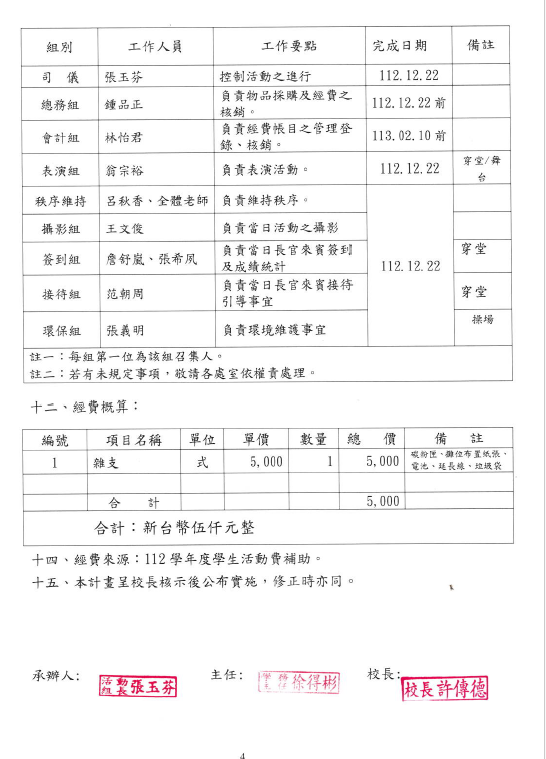 組別 工作人員 工作要點 完成日期 備註
司 儀 張玉芬 控制活動之進行 112.12.22
總務組 鍾品正 負責物品採購及經費之核銷。 112.12.22 前
會計組 林怡君 負責經費帳目之管理登錄、核銷。 113.02.10 前
表演組 翁宗裕 負責表演活動。 112.12.22 穿堂/舞台
秩序維持 呂秋香、全體老師 負責維持秩序。
攝影組 王文俊 負責當日活動之攝影
簽到組 詹舒嵐、張希夙 負責當日長官來賓簽到及成績統計 112.12.22 穿堂
接待組 范朝周 負責當日長官來賓接待引導事宜 穿堂
環保組 張義明 負責環境維護事宜 操場
註一：每組第一位為該組召集人。
註二：若有未規定事項，敬請各處室依權責處理。
十二、經費概算：
編號 項目名稱 單位 單價 數量 總 價 備 註
1 雜支 式 5,000 1 5,000 碳粉匣、攤位布置紙張、電池、延長線、垃圾袋
合 計 5,000
合計：新台幣伍仟元整
十四、經費來源：112 學年度學生活動費補助。
十五、本計畫呈校長核示後公布實施，修正時亦同。
承辦人： 活動組長 張玉芬 主任： 學務主任 徐得彬 校長： 校長許傳德
4